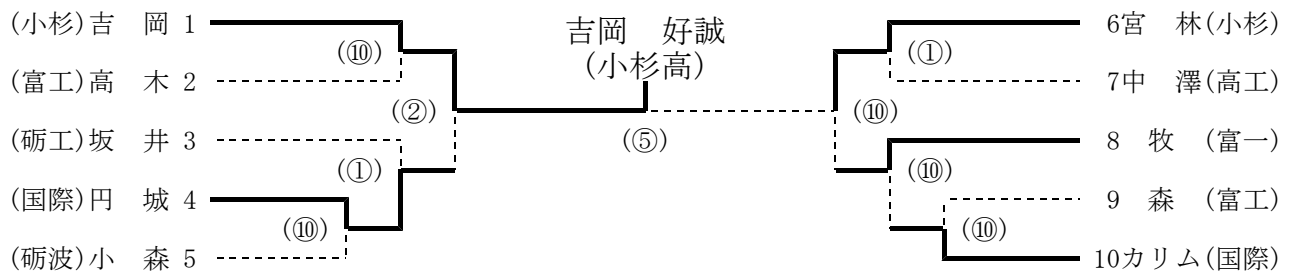 (小杉)吉　岡 1
(富工)高　木 2
(砺工)坂　井 3
(国際)円　城 4
(砺波)小　森 5
(⑩)
(②)
(①)
(⑩)
吉岡　好誠
(小杉高)
(⑤)
(①)
(⑩)
(⑩)
(⑩)
6宮　林(小杉)
7中　澤(高工)
8　牧　(富一)
9　森　(富工)
10カリム(国際)